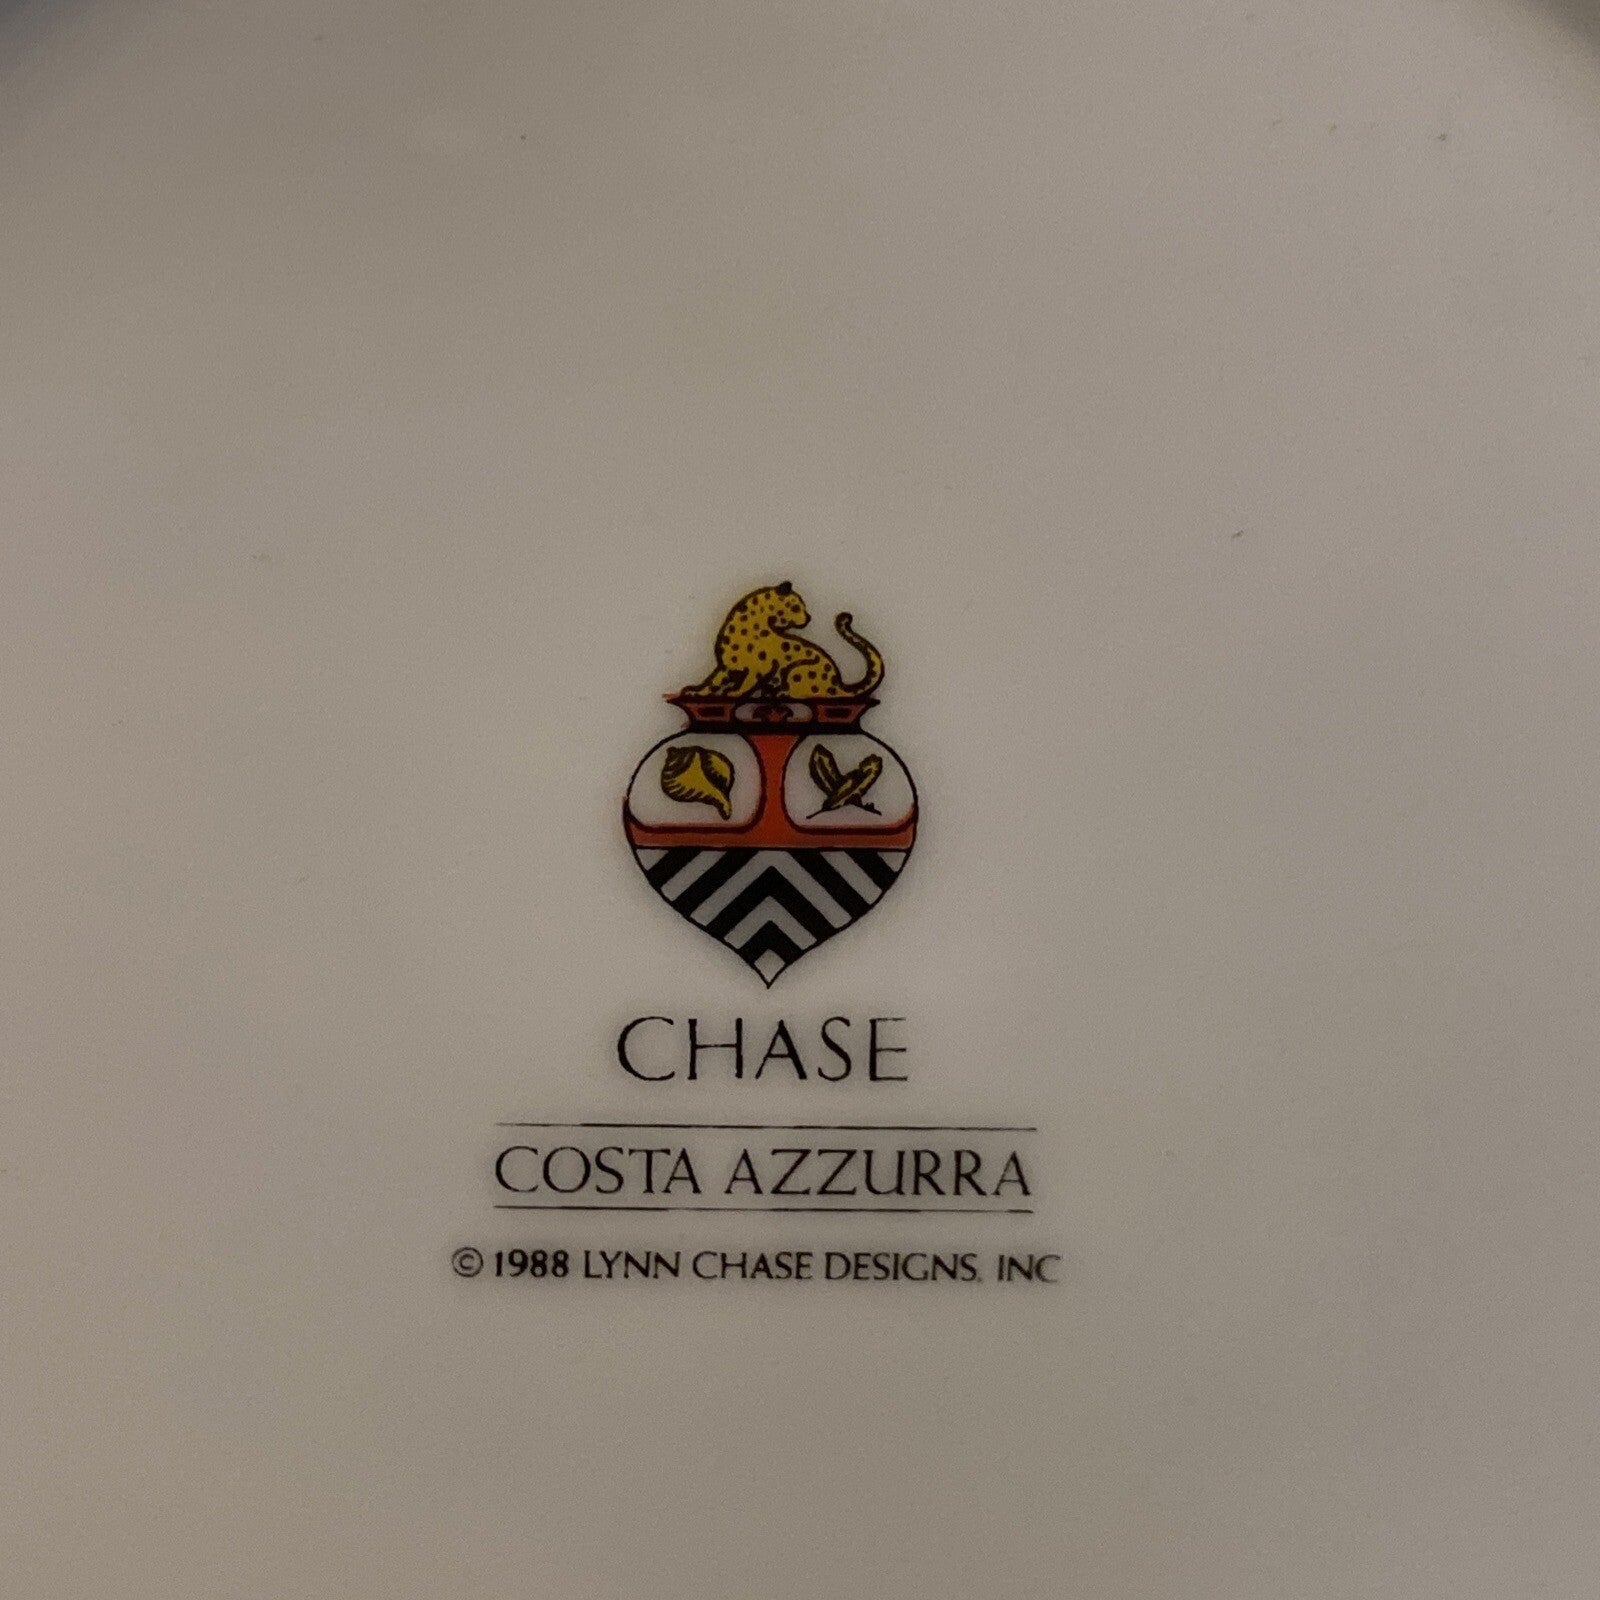 CHASE
COSTA AZZURRA
© 1988 LYNN CHASE DESIGNS, INC